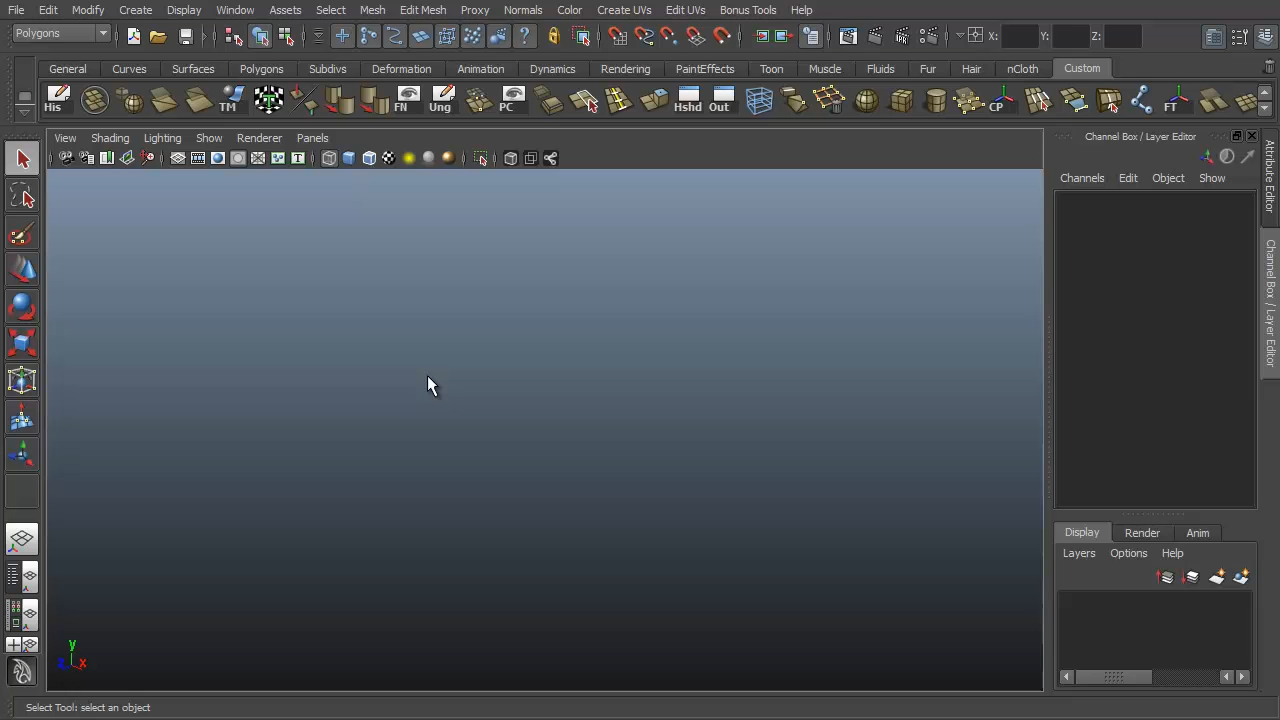 File Edit Modify Create Display Window Assets Select Mesh Edit Mesh Proxy Normals Color Create UVs Edit UVs Bonus Tools Help
Polygons X: Y: Z:
General Curves Surfaces Polygons Subdivs Deformation Animation Dynamics Rendering PaintEffects Toon Muscle Fluids Fur Hair nCloth Custom
His TM FN Ung PC Hshd Out CP FT
View Shading Lighting Show Renderer Panels
Channel Box / Layer Editor
Channels Edit Object Show
Attribute Editor
Channel Box / Layer Editor
Display Render Anim
Layers Options Help
y
z x
Select Tool: select an object